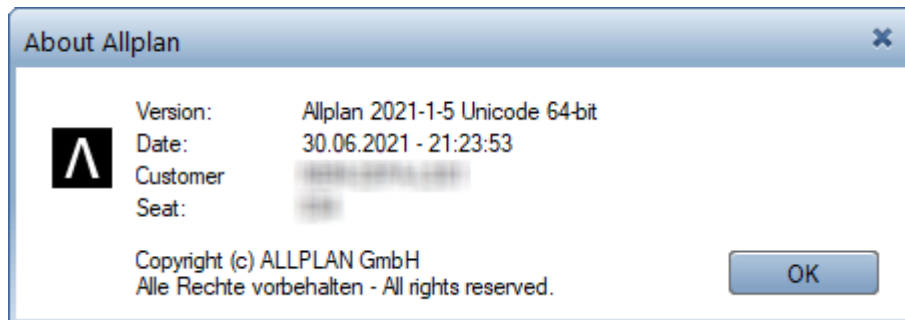 About Allplan
Version: Allplan 2021-1-5 Unicode 64-bit
Date: 30.06.2021 - 21:23:53
Customer
Seat:
Copyright (c) ALLPLAN GmbH
Alle Rechte vorbehalten - All rights reserved.
OK